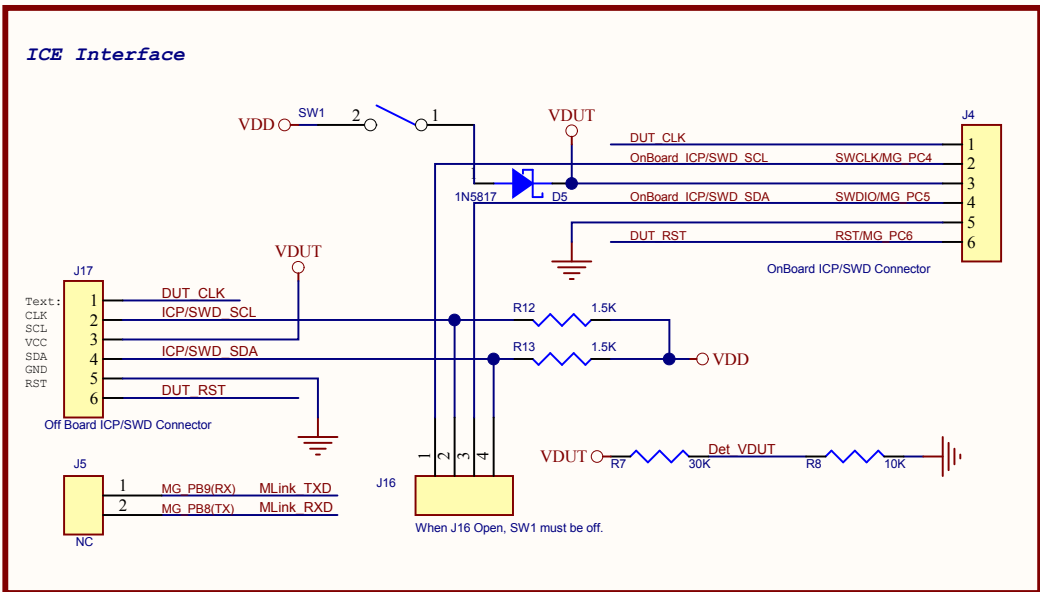 ICE Interface
VDD
SW1
2
1
VDUT
J4
DUT_CLK
1
OnBoard_ICP/SWD_SCL
SWCLK/MG_PC4
2
1
3
1N5817
D5
OnBoard_ICP/SWD_SDA
SWDIO/MG_PC5
4
5
DUT_RST
RST/MG_PC6
6
OnBoard ICP/SWD Connector
VDUT
J17
Text:
CLK
SCL
VCC
SDA
GND
RST
1
DUT_CLK
2
ICP/SWD_SCL
3
4
ICP/SWD_SDA
5
6
DUT_RST
Off Board ICP/SWD Connector
R12
1.5K
R13
1.5K
VDD
1
2
3
4
J16
When J16 Open, SW1 must be off.
VDUT
R7
30K
Det_VDUT
R8
10K
J5
1
MG_PB9(RX)
MLink_TXD
2
MG_PB8(TX)
MLink_RXD
NC